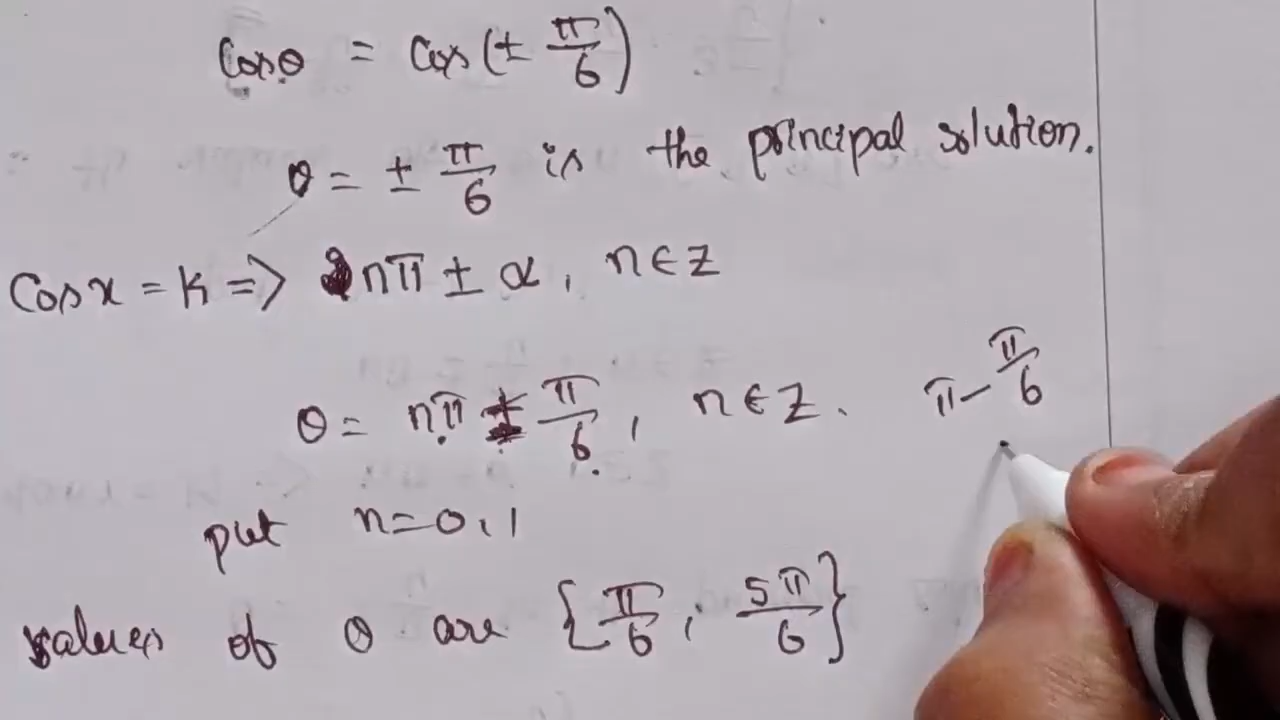 cosθ = cos(± π/6)
θ = ± π/6 is the principal solution.
cos x = k => nπ ± α, n∈Z
θ = nπ ± π/6, n∈Z. π - π/6
put n=0,1
values of θ are {π/6, 5π/6}